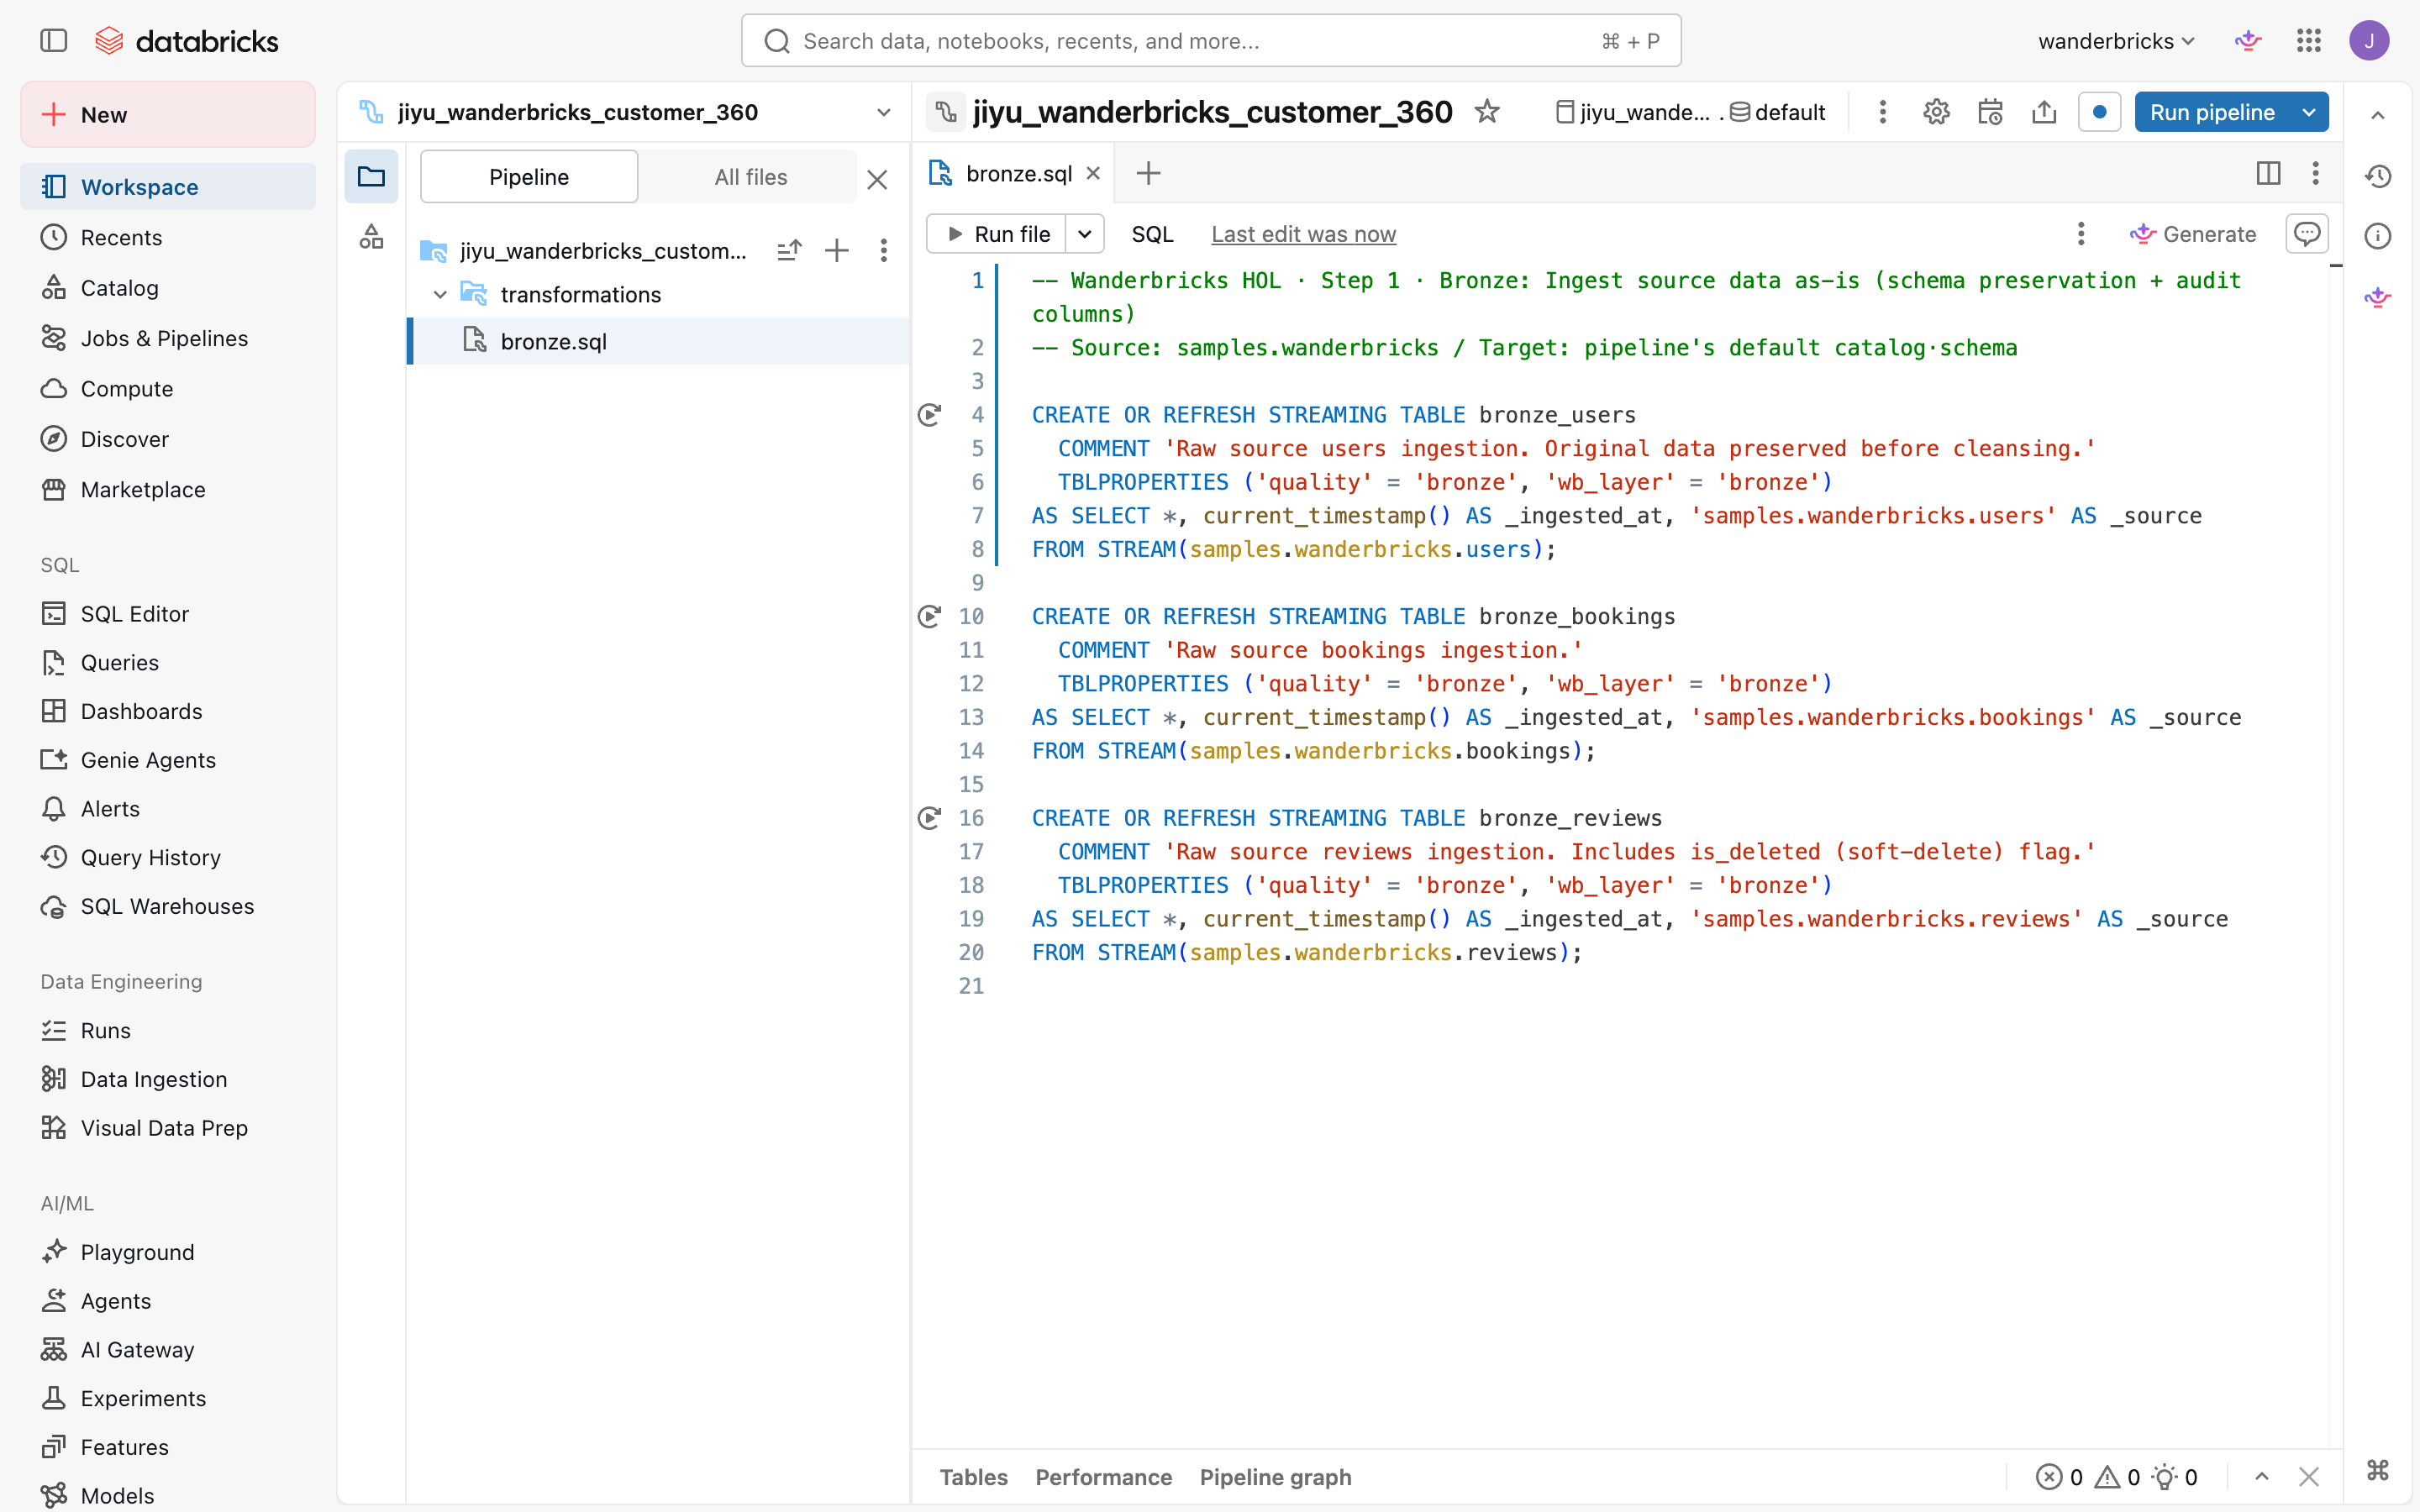 databricks
Search data, notebooks, recents, and more...
⌘ + P
wanderbricks
J
New
Workspace
Recents
Catalog
Jobs & Pipelines
Compute
Discover
Marketplace
SQL
SQL Editor
Queries
Dashboards
Genie Agents
Alerts
Query History
SQL Warehouses
Data Engineering
Runs
Data Ingestion
Visual Data Prep
AI/ML
Playground
Agents
AI Gateway
Experiments
Features
Models
jiyu_wanderbricks_customer_360
Pipeline
All files
jiyu_wanderbricks_custom...
transformations
bronze.sql
jiyu_wanderbricks_customer_360
jiyu_wande... . default
Run pipeline
bronze.sql
Run file
SQL
Last edit was now
Generate
1 -- Wanderbricks HOL · Step 1 · Bronze: Ingest source data as-is (schema preservation + audit
columns)
2 -- Source: samples.wanderbricks / Target: pipeline's default catalog·schema
3
4 CREATE OR REFRESH STREAMING TABLE bronze_users
5 COMMENT 'Raw source users ingestion. Original data preserved before cleansing.'
6 TBLPROPERTIES ('quality' = 'bronze', 'wb_layer' = 'bronze')
7 AS SELECT *, current_timestamp() AS _ingested_at, 'samples.wanderbricks.users' AS _source
8 FROM STREAM(samples.wanderbricks.users);
9
10 CREATE OR REFRESH STREAMING TABLE bronze_bookings
11 COMMENT 'Raw source bookings ingestion.'
12 TBLPROPERTIES ('quality' = 'bronze', 'wb_layer' = 'bronze')
13 AS SELECT *, current_timestamp() AS _ingested_at, 'samples.wanderbricks.bookings' AS _source
14 FROM STREAM(samples.wanderbricks.bookings);
15
16 CREATE OR REFRESH STREAMING TABLE bronze_reviews
17 COMMENT 'Raw source reviews ingestion. Includes is_deleted (soft-delete) flag.'
18 TBLPROPERTIES ('quality' = 'bronze', 'wb_layer' = 'bronze')
19 AS SELECT *, current_timestamp() AS _ingested_at, 'samples.wanderbricks.reviews' AS _source
20 FROM STREAM(samples.wanderbricks.reviews);
21
Tables
Performance
Pipeline graph
0 0 0
⌘